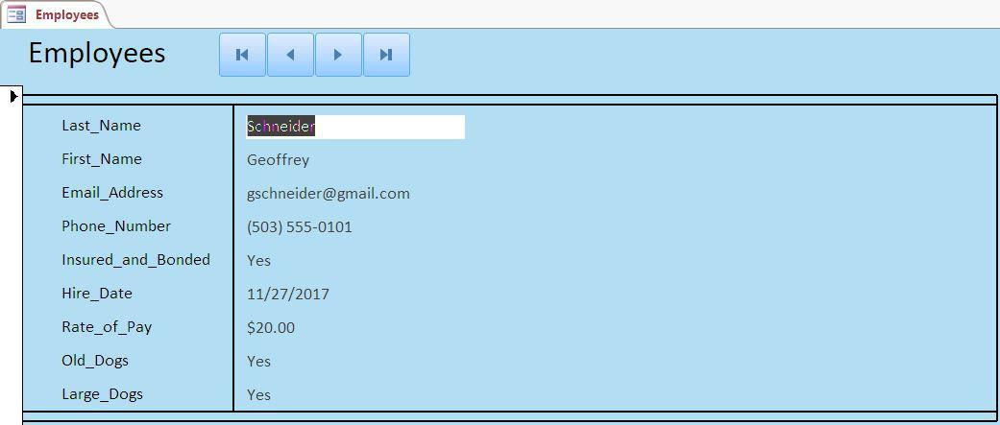 Employees
Employees
Last_Name Schneider
First_Name Geoffrey
Email_Address gschneider@gmail.com
Phone_Number (503) 555-0101
Insured_and_Bonded Yes
Hire_Date 11/27/2017
Rate_of_Pay $20.00
Old_Dogs Yes
Large_Dogs Yes